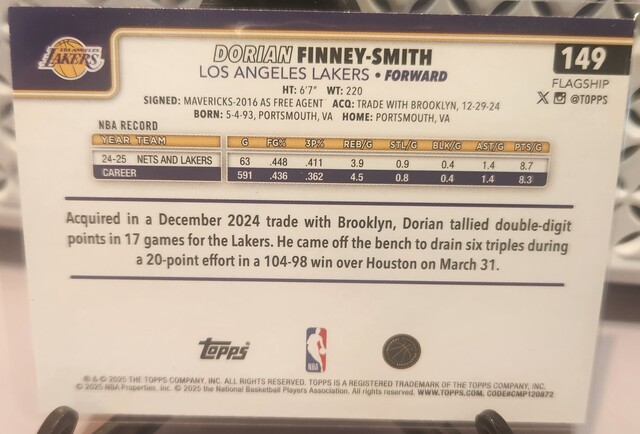 LOS ANGELES
LAKERS
DORIAN FINNEY-SMITH
149
LOS ANGELES LAKERS • FORWARD
FLAGSHIP
HT: 6'7" WT: 220
X @TOPPS
SIGNED: MAVERICKS-2016 AS FREE AGENT ACQ: TRADE WITH BROOKLYN, 12-29-24
BORN: 5-4-93, PORTSMOUTH, VA HOME: PORTSMOUTH, VA
NBA RECORD
YEAR TEAM G FG% 3P% REB/G STL/G BLK/G AST/G PTS/G
24-25 NETS AND LAKERS 63 .448 .411 3.9 0.9 0.4 1.4 8.7
CAREER 591 .436 .362 4.5 0.8 0.4 1.4 8.3
Acquired in a December 2024 trade with Brooklyn, Dorian tallied double-digit
points in 17 games for the Lakers. He came off the bench to drain six triples during
a 20-point effort in a 104-98 win over Houston on March 31.
Topps
NBA
® & © 2025 THE TOPPS COMPANY, INC. ALL RIGHTS RESERVED. TOPPS IS A REGISTERED TRADEMARK OF THE TOPPS COMPANY, INC.
© 2025 NBA Properties, Inc. © 2025 the National Basketball Players Association. All rights reserved. WWW.TOPPS.COM. CODE#CMP120872